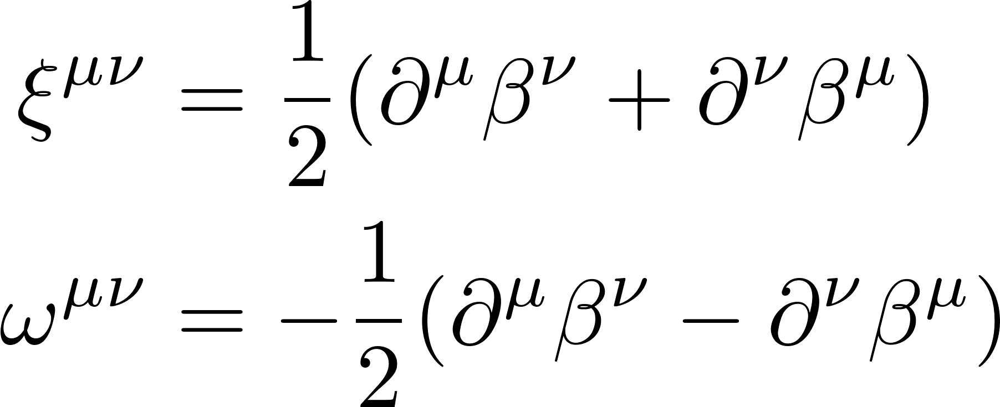 ξ^{μν} = \frac{1}{2}(∂^μ β^ν + ∂^ν β^μ)
ω^{μν} = −\frac{1}{2}(∂^μ β^ν − ∂^ν β^μ)